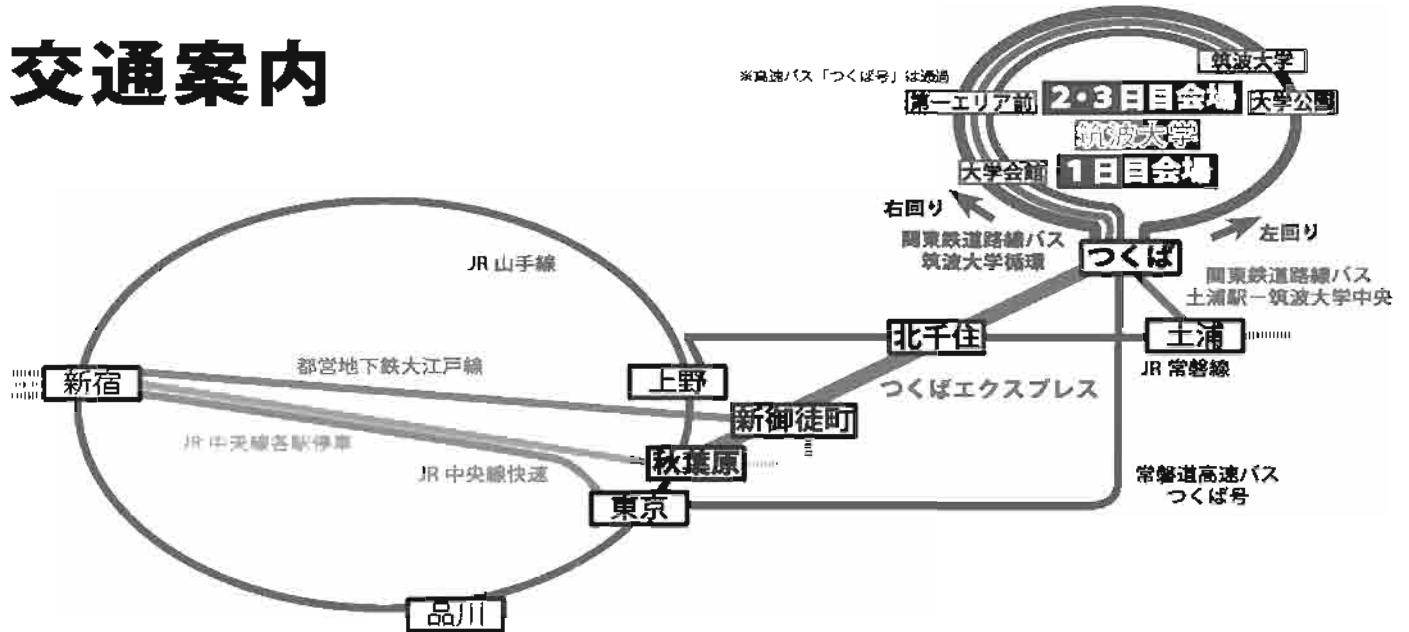 交通案内
※高速バス「つくば号」は通過
筑波大学
第一エリア前
2・3日目会場
大学公園
筑波大学
大学会館
1日目会場
右回り
関東鉄道路線バス
筑波大学循環
つくば
左回り
関東鉄道路線バス
土浦駅－筑波大学中央
JR 山手線
北千住
土浦
JR 常磐線
新宿
都営地下鉄大江戸線
上野
つくばエクスプレス
新御徒町
JR 中央線各駅停車
秋葉原
JR 中央線快速
東京
常磐道高速バス
つくば号
品川